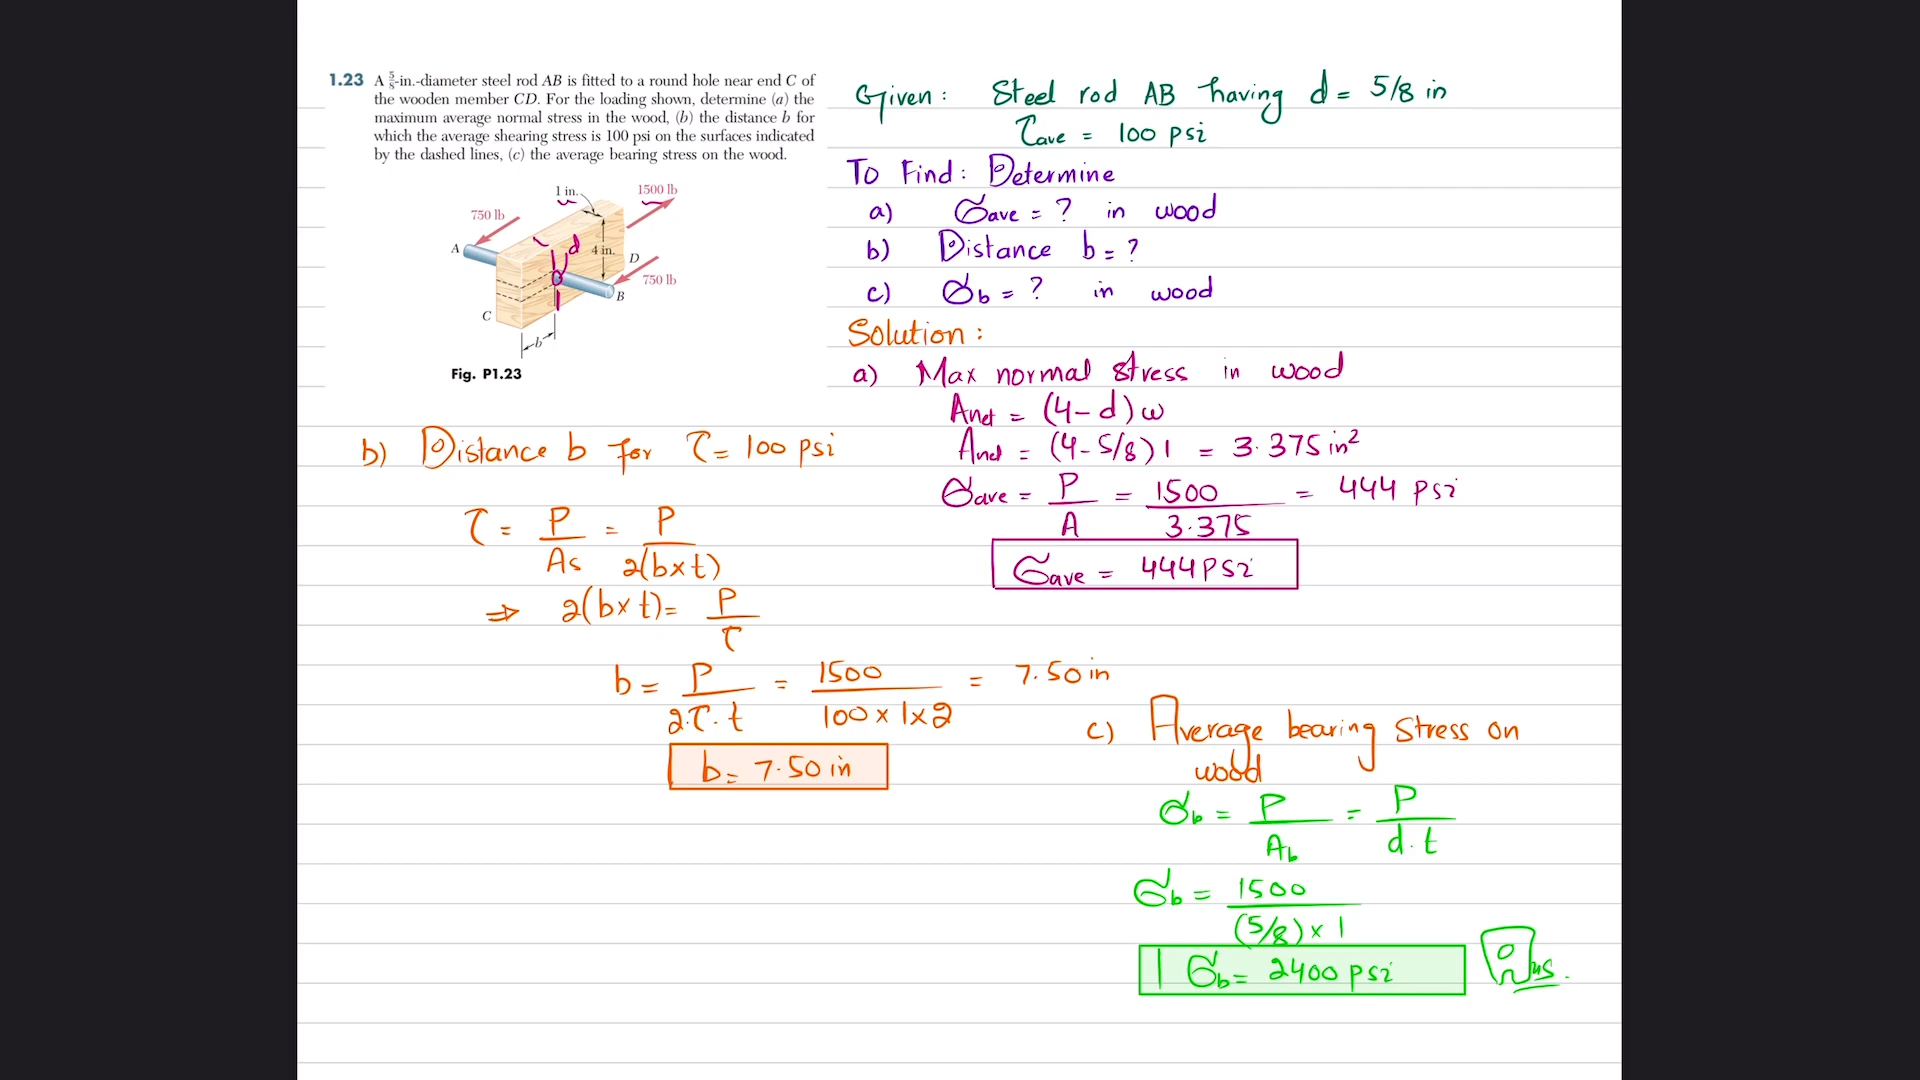 1.23 A 5/8-in.-diameter steel rod AB is fitted to a round hole near end C of
the wooden member CD. For the loading shown, determine (a) the
maximum average normal stress in the wood, (b) the distance b for
which the average shearing stress is 100 psi on the surfaces indicated
by the dashed lines, (c) the average bearing stress on the wood.
1 in.
1500 lb
750 lb
A
d
4 in.
D
750 lb
B
C
b
Fig. P1.23
Given: Steel rod AB having d = 5/8 in
τave = 100 psi
To Find: Determine
a) σave = ? in wood
b) Distance b = ?
c) σb = ? in wood
Solution:
a) Max normal stress in wood
Anet = (4-d)w
Anet = (4-5/8)1 = 3.375 in²
σave = P/A = 1500/3.375 = 444 psi
σave = 444 psi
b) Distance b for τ = 100 psi
τ = P/As = P/2(b×t)
⇒ 2(b×t) = P/τ
b = P/2.τ.t = 1500/100×1×2 = 7.50 in
b = 7.50 in
c) Average bearing stress on
wood
σb = P/Ab = P/d.t
σb = 1500/(5/8)×1
σb = 2400 psi